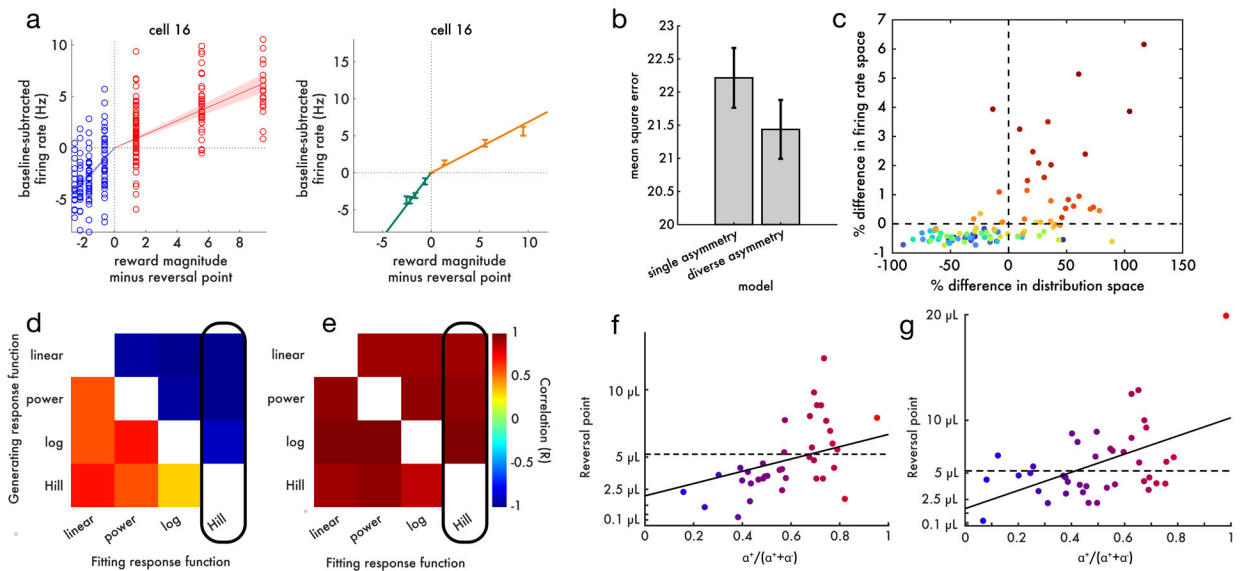 a
cell 16
baseline-subtracted
firing rate (Hz)
10
5
0
-5
-2
0
2
4
6
8
reward magnitude
minus reversal point
cell 16
baseline-subtracted
firing rate (Hz)
15
10
5
0
-5
-5
0
5
10
reward magnitude
minus reversal point
b
mean square error
23
22.5
22
21.5
21
20.5
20
single asymmetry
diverse asymmetry
model
c
% difference in firing rate space
7
6
5
4
3
2
1
0
1
-100
-50
0
50
100
150
% difference in distribution space
d
Generating response function
linear
power
log
Hill
linear
power
log
Hill
Fitting response function
e
linear
power
log
Hill
linear
power
log
Hill
Fitting response function
1
0.5
0
-0.5
-1
Correlation (R)
f
Reversal point
10 µL
5 µL
2.5 µL
0.1 µL
0
0.2
0.4
0.6
0.8
1
α⁺/(α⁺+α⁻)
g
Reversal point
20 µL
10 µL
5 µL
2.5 µL
0.1 µL
0
0.2
0.4
0.6
0.8
1
α⁺/(α⁺+α⁻)